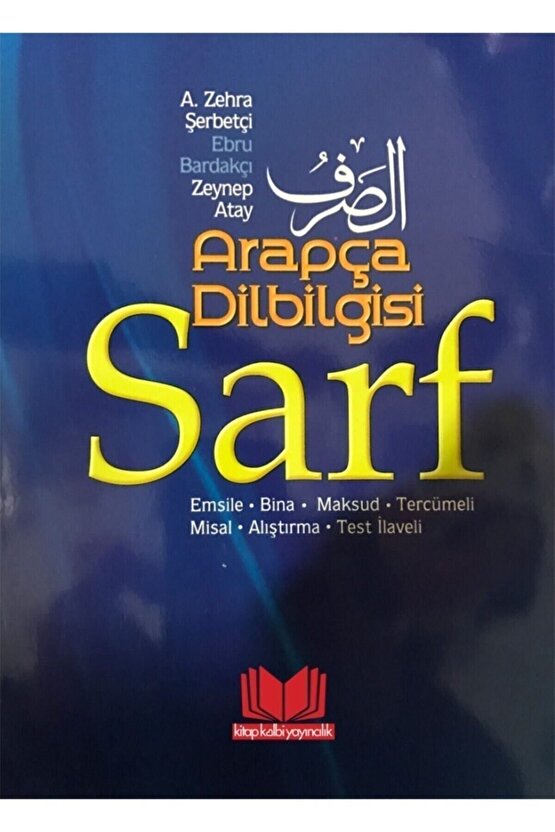 A. Zehra
Şerbetçi
Ebru
Bardakçı
Zeynep
Atay
الصَرفُ
Arapça
Dilbilgisi
Sarf
Emsile • Bina • Maksud • Tercümeli
Misal • Alıştırma • Test İlaveli
kitap kalbi yayıncılık